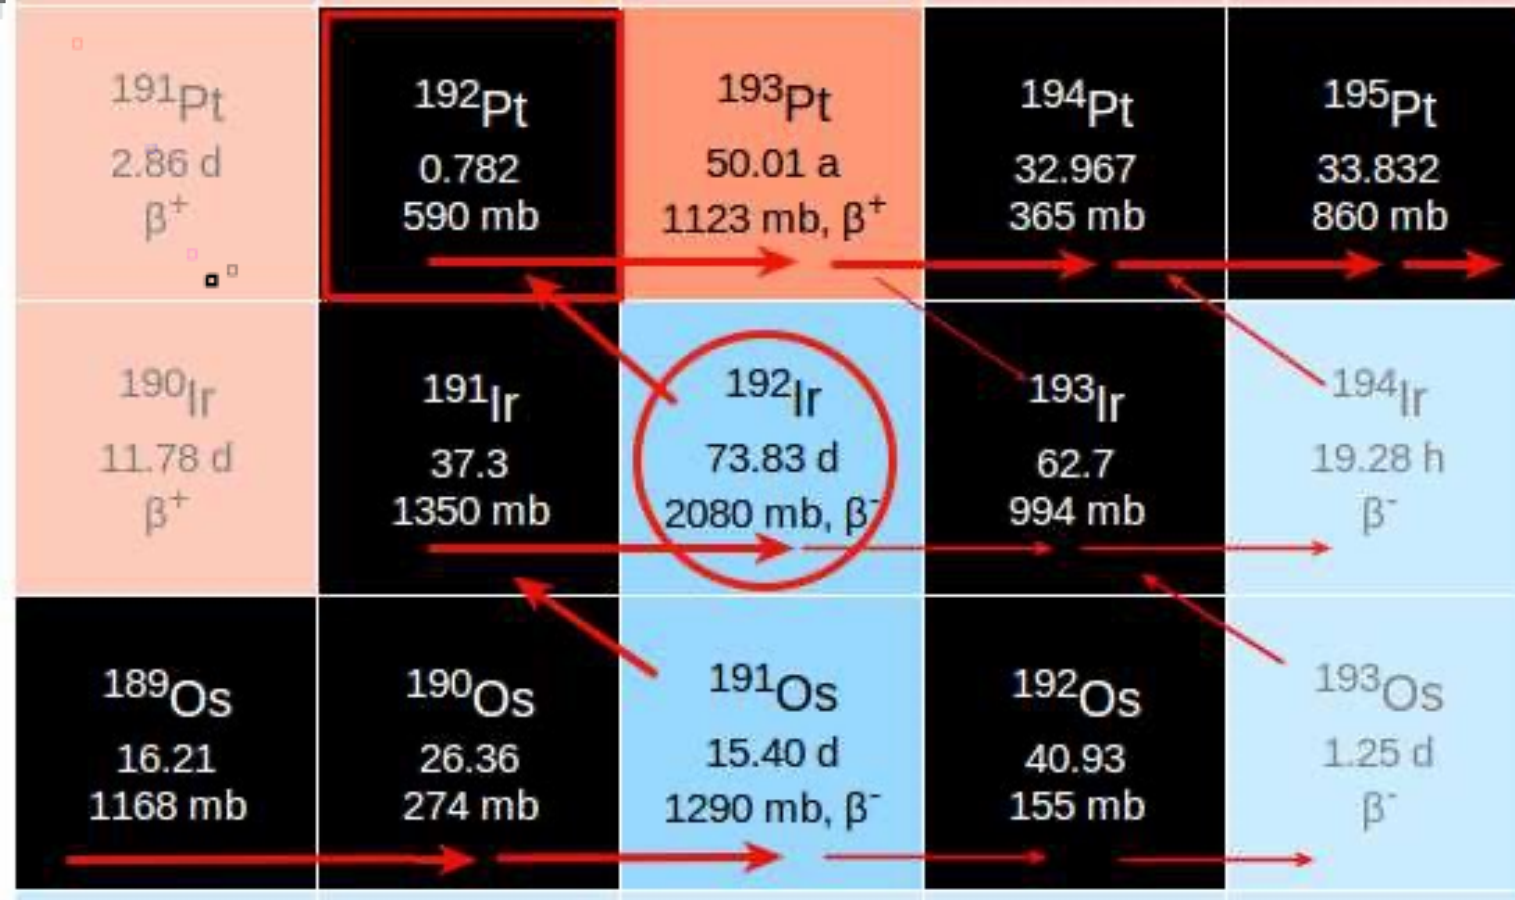 ¹⁹¹Pt
2.86 d
β⁺
¹⁹²Pt
0.782
590 mb
¹⁹³Pt
50.01 a
1123 mb, β⁺
¹⁹⁴Pt
32.967
365 mb
¹⁹⁵Pt
33.832
860 mb
¹⁹⁰Ir
11.78 d
β⁺
¹⁹¹Ir
37.3
1350 mb
¹⁹²Ir
73.83 d
2080 mb, β⁻
¹⁹³Ir
62.7
994 mb
¹⁹⁴Ir
19.28 h
β⁻
¹⁸⁹Os
16.21
1168 mb
¹⁹⁰Os
26.36
274 mb
¹⁹¹Os
15.40 d
1290 mb, β⁻
¹⁹²Os
40.93
155 mb
¹⁹³Os
1.25 d
β⁻